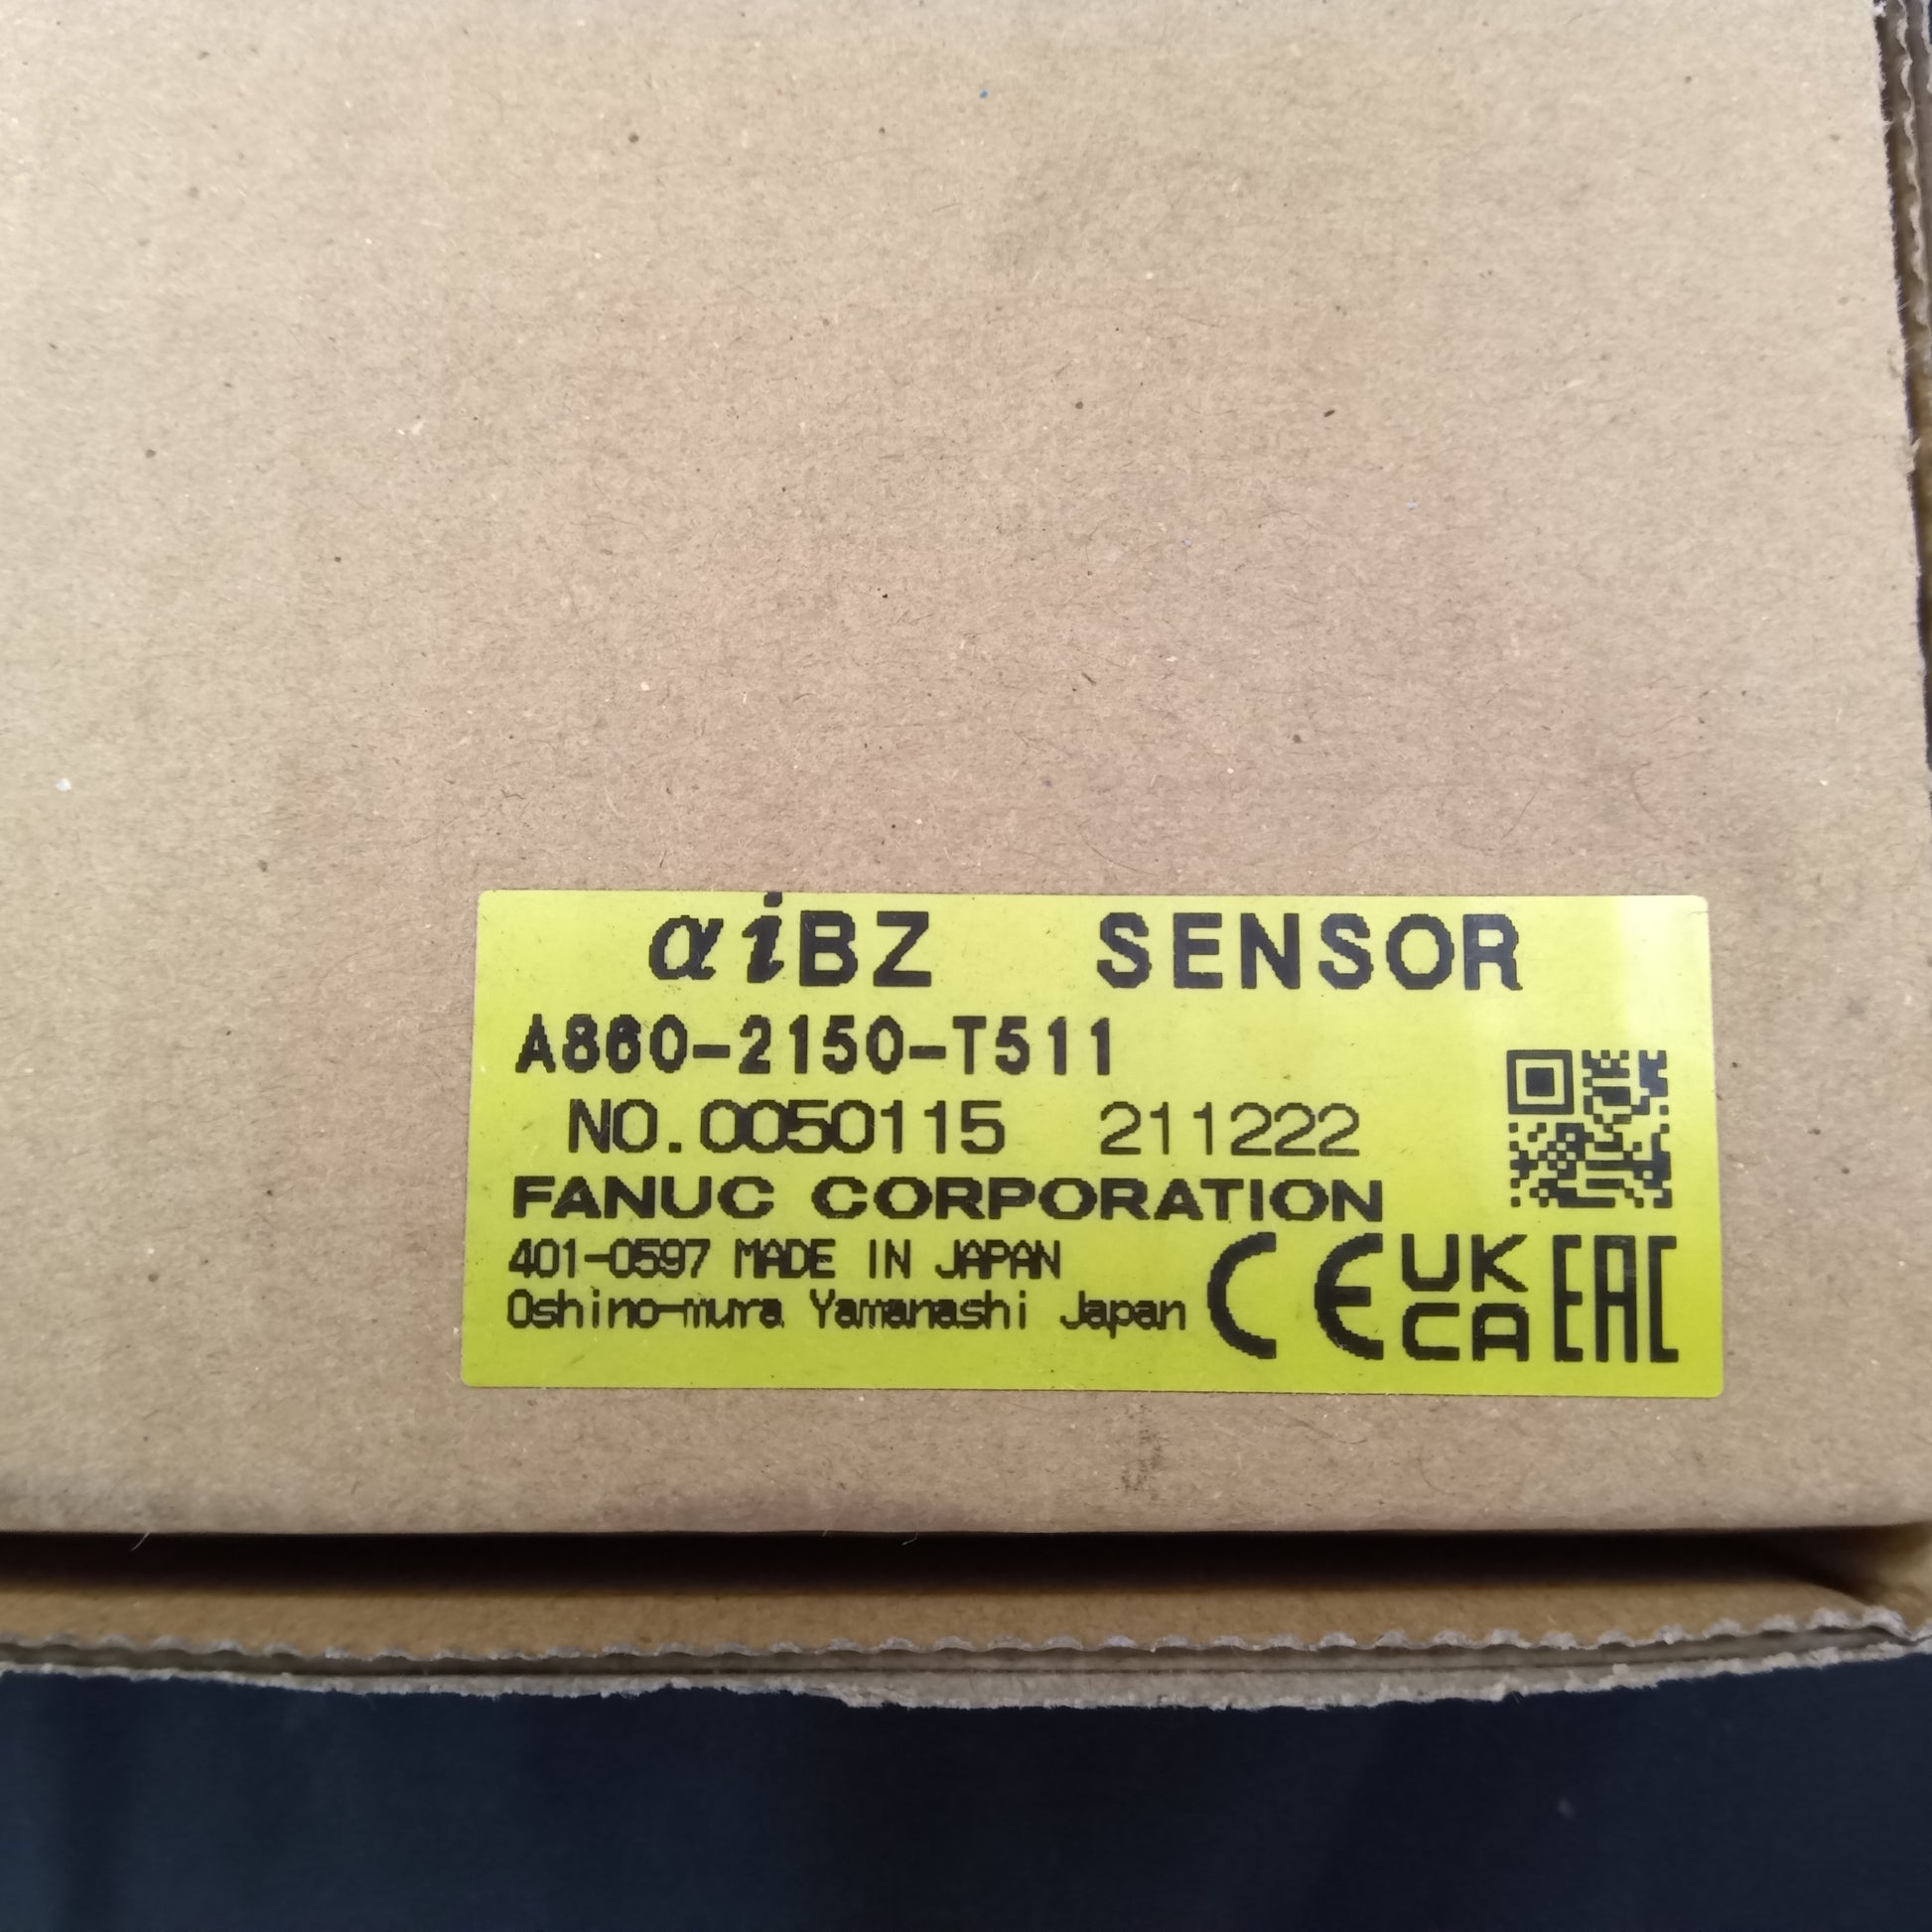 αiBZ SENSOR
A860-2150-T511
NO.0050115 211222
FANUC CORPORATION
401-0597 MADE IN JAPAN
Oshino-mura Yamanashi Japan
CE UK CA EAC